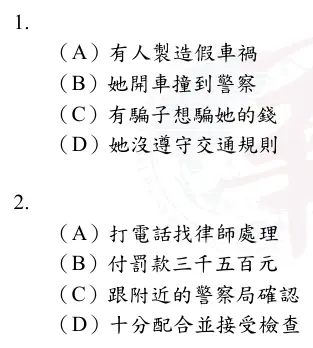 1.
（A）有人製造假車禍
（B）她開車撞到警察
（C）有騙子想騙她的錢
（D）她沒遵守交通規則
2.
（A）打電話找律師處理
（B）付罰款三千五百元
（C）跟附近的警察局確認
（D）十分配合並接受檢查